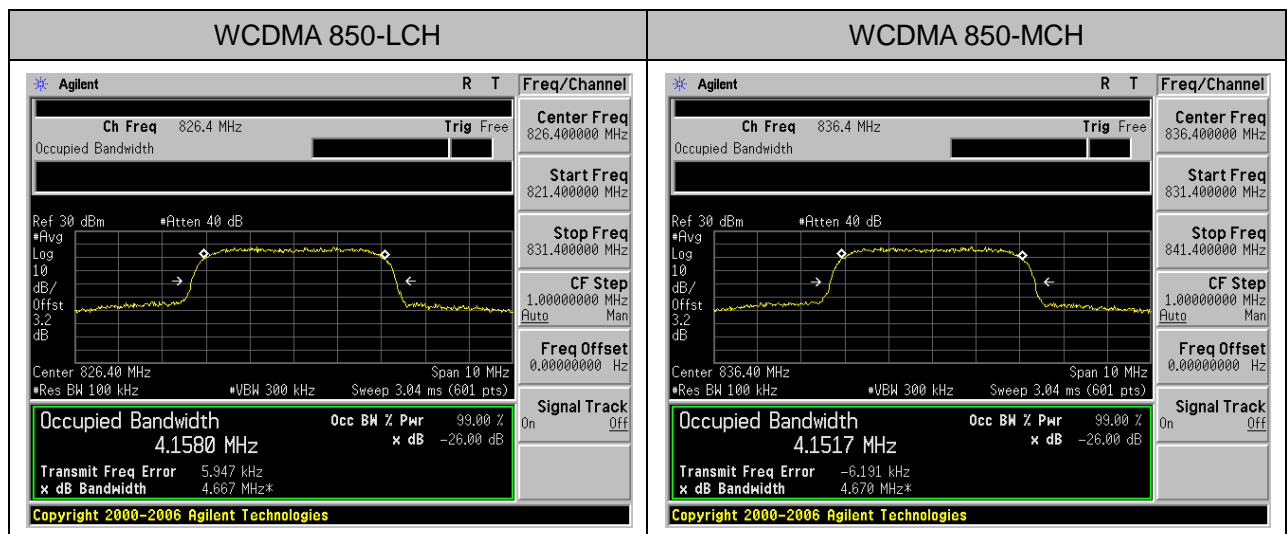 WCDMA 850-LCH
WCDMA 850-MCH
Agilent R T
Freq/Channel
Ch Freq 826.4 MHz Trig Free
Occupied Bandwidth
Center Freq
826.400000 MHz
Start Freq
821.400000 MHz
Stop Freq
831.400000 MHz
CF Step
1.00000000 MHz
Auto Man
Freq Offset
0.00000000 Hz
Signal Track
On Off
Ref 30 dBm #Atten 40 dB
#Avg
Log
10
dB/
Offst
3.2
dB
Center 826.40 MHz Span 10 MHz
#Res BW 100 kHz #VBW 300 kHz Sweep 3.04 ms (601 pts)
Occupied Bandwidth Occ BW % Pwr 99.00 %
4.1580 MHz x dB -26.00 dB
Transmit Freq Error 5.947 kHz
x dB Bandwidth 4.667 MHz*
Copyright 2000-2006 Agilent Technologies
Agilent R T
Freq/Channel
Ch Freq 836.4 MHz Trig Free
Occupied Bandwidth
Center Freq
836.400000 MHz
Start Freq
831.400000 MHz
Stop Freq
841.400000 MHz
CF Step
1.00000000 MHz
Auto Man
Freq Offset
0.00000000 Hz
Signal Track
On Off
Ref 30 dBm #Atten 40 dB
#Avg
Log
10
dB/
Offst
3.2
dB
Center 836.40 MHz Span 10 MHz
#Res BW 100 kHz #VBW 300 kHz Sweep 3.04 ms (601 pts)
Occupied Bandwidth Occ BW % Pwr 99.00 %
4.1517 MHz x dB -26.00 dB
Transmit Freq Error -6.191 kHz
x dB Bandwidth 4.670 MHz*
Copyright 2000-2006 Agilent Technologies